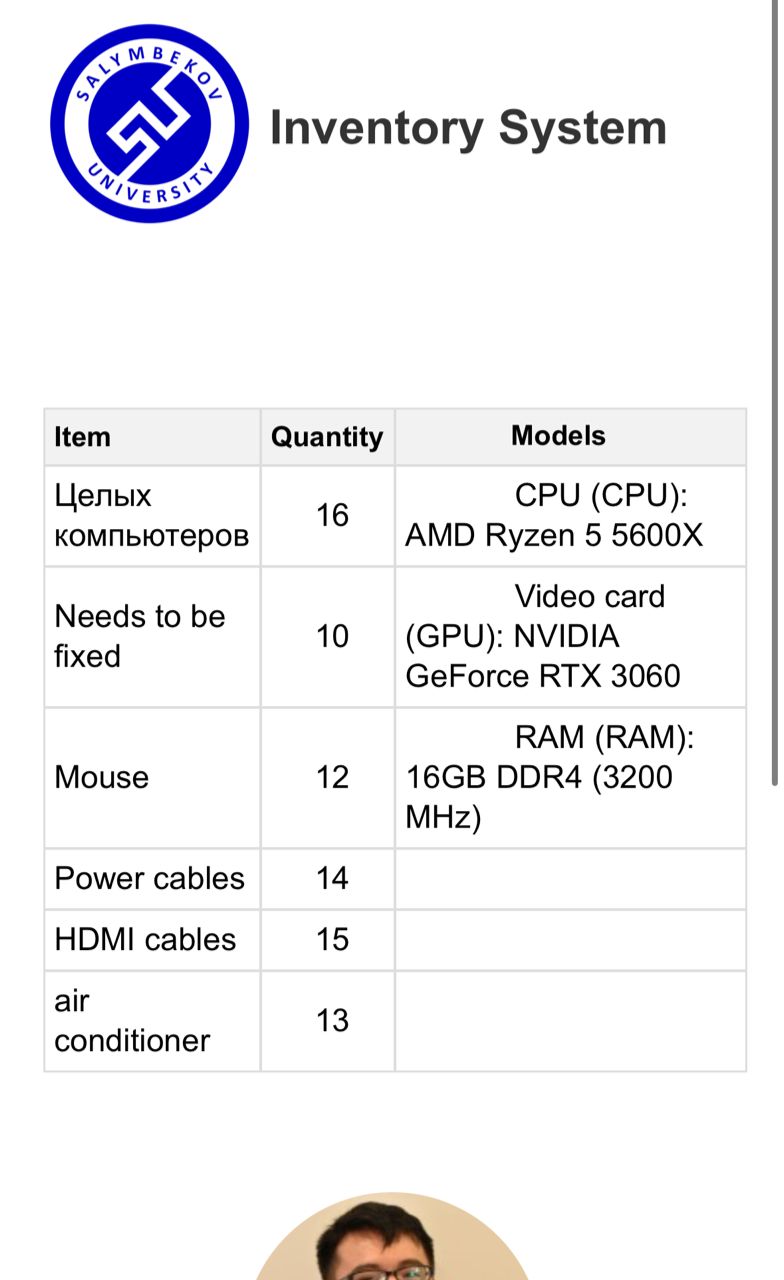 SALYMBEKOV
UNIVERSITY
Inventory System
Item Quantity Models
Целых
компьютеров
16
CPU (CPU):
AMD Ryzen 5 5600X
Needs to be
fixed
10
Video card
(GPU): NVIDIA
GeForce RTX 3060
Mouse
12
RAM (RAM):
16GB DDR4 (3200
MHz)
Power cables 14
HDMI cables 15
air
conditioner
13